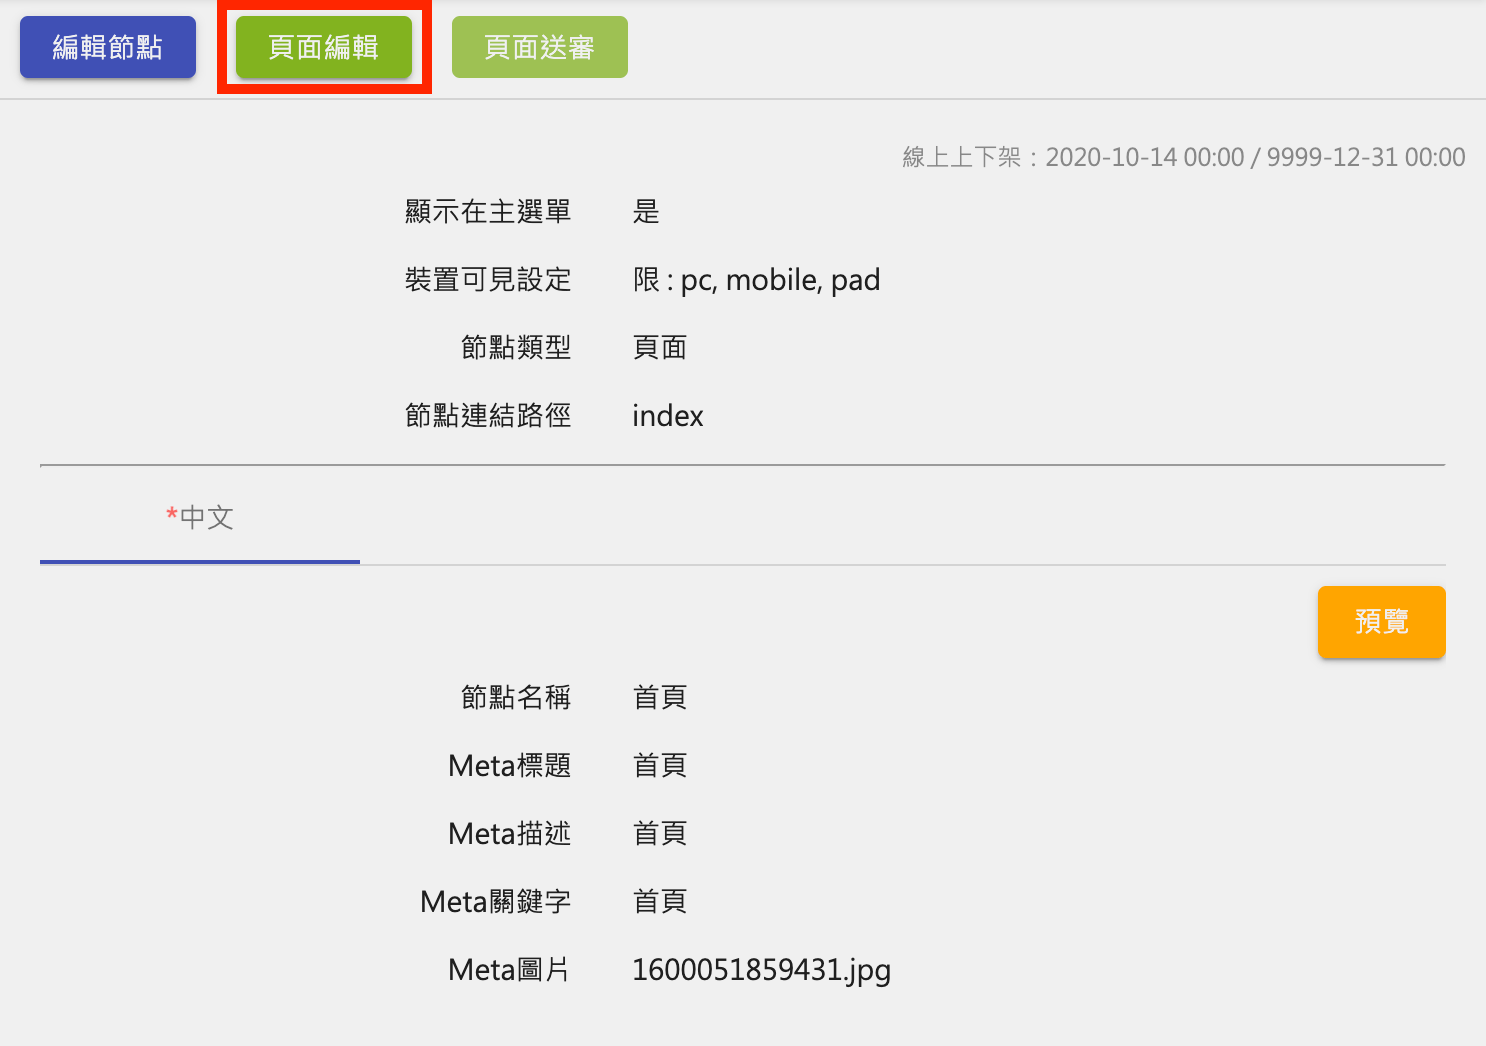 編輯節點 頁面編輯 頁面送審
線上上下架：2020-10-14 00:00 / 9999-12-31 00:00
顯示在主選單 是
裝置可見設定 限 : pc, mobile, pad
節點類型 頁面
節點連結路徑 index
*中文
預覽
節點名稱 首頁
Meta標題 首頁
Meta描述 首頁
Meta關鍵字 首頁
Meta圖片 1600051859431.jpg